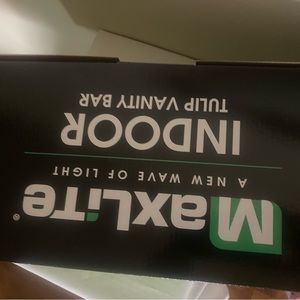 MaxLite®
A NEW WAVE OF LIGHT
INDOOR
TULIP VANITY BAR